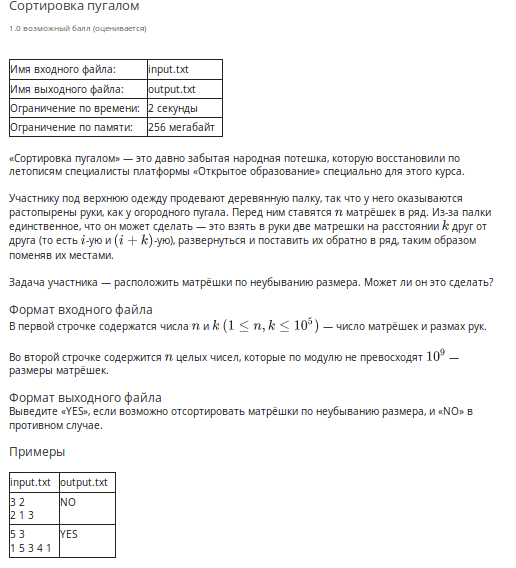 Сортировка пугалом
1.0 возможный балл (оценивается)
Имя входного файла: input.txt
Имя выходного файла: output.txt
Ограничение по времени: 2 секунды
Ограничение по памяти: 256 мегабайт
«Сортировка пугалом» — это давно забытая народная потешка, которую восстановили по
летописям специалисты платформы «Открытое образование» специально для этого курса.
Участнику под верхнюю одежду продевают деревянную палку, так что у него оказываются
растопырены руки, как у огородного пугала. Перед ним ставятся n матрёшек в ряд. Из-за палки
единственное, что он может сделать — это взять в руки две матрешки на расстоянии k друг от
друга (то есть i-ую и (i + k)-ую), развернуться и поставить их обратно в ряд, таким образом
поменяв их местами.
Задача участника — расположить матрёшки по неубыванию размера. Может ли он это сделать?
Формат входного файла
В первой строчке содержатся числа n и k (1 ≤ n, k ≤ 10⁵) — число матрёшек и размах рук.
Во второй строчке содержится n целых чисел, которые по модулю не превосходят 10⁹ —
размеры матрёшек.
Формат выходного файла
Выведите «YES», если возможно отсортировать матрёшки по неубыванию размера, и «NO» в
противном случае.
Примеры
input.txt output.txt
3 2 NO
2 1 3
5 3 YES
1 5 3 4 1